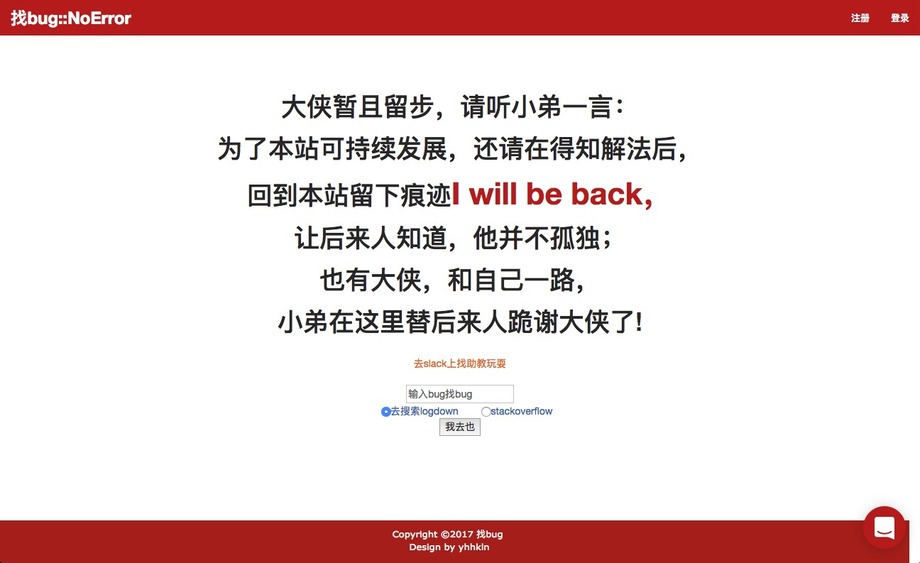 找bug::NoError
注册 登录
大侠暂且留步，请听小弟一言：
为了本站可持续发展，还请在得知解法后，
回到本站留下痕迹I will be back,
让后来人知道，他并不孤独；
也有大侠，和自己一路，
小弟在这里替后来人跪谢大侠了!
去slack上找助教玩耍
输入bug找bug
去搜索logdown stackoverflow
我去也
Copyright ©2017 找bug
Design by yhhkln